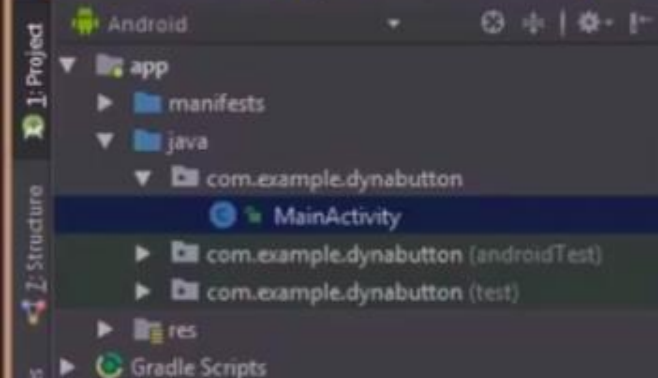 Android
1: Project
app
manifests
java
com.example.dynabutton
MainActivity
com.example.dynabutton (androidTest)
com.example.dynabutton (test)
res
Gradle Scripts
Z: Structure